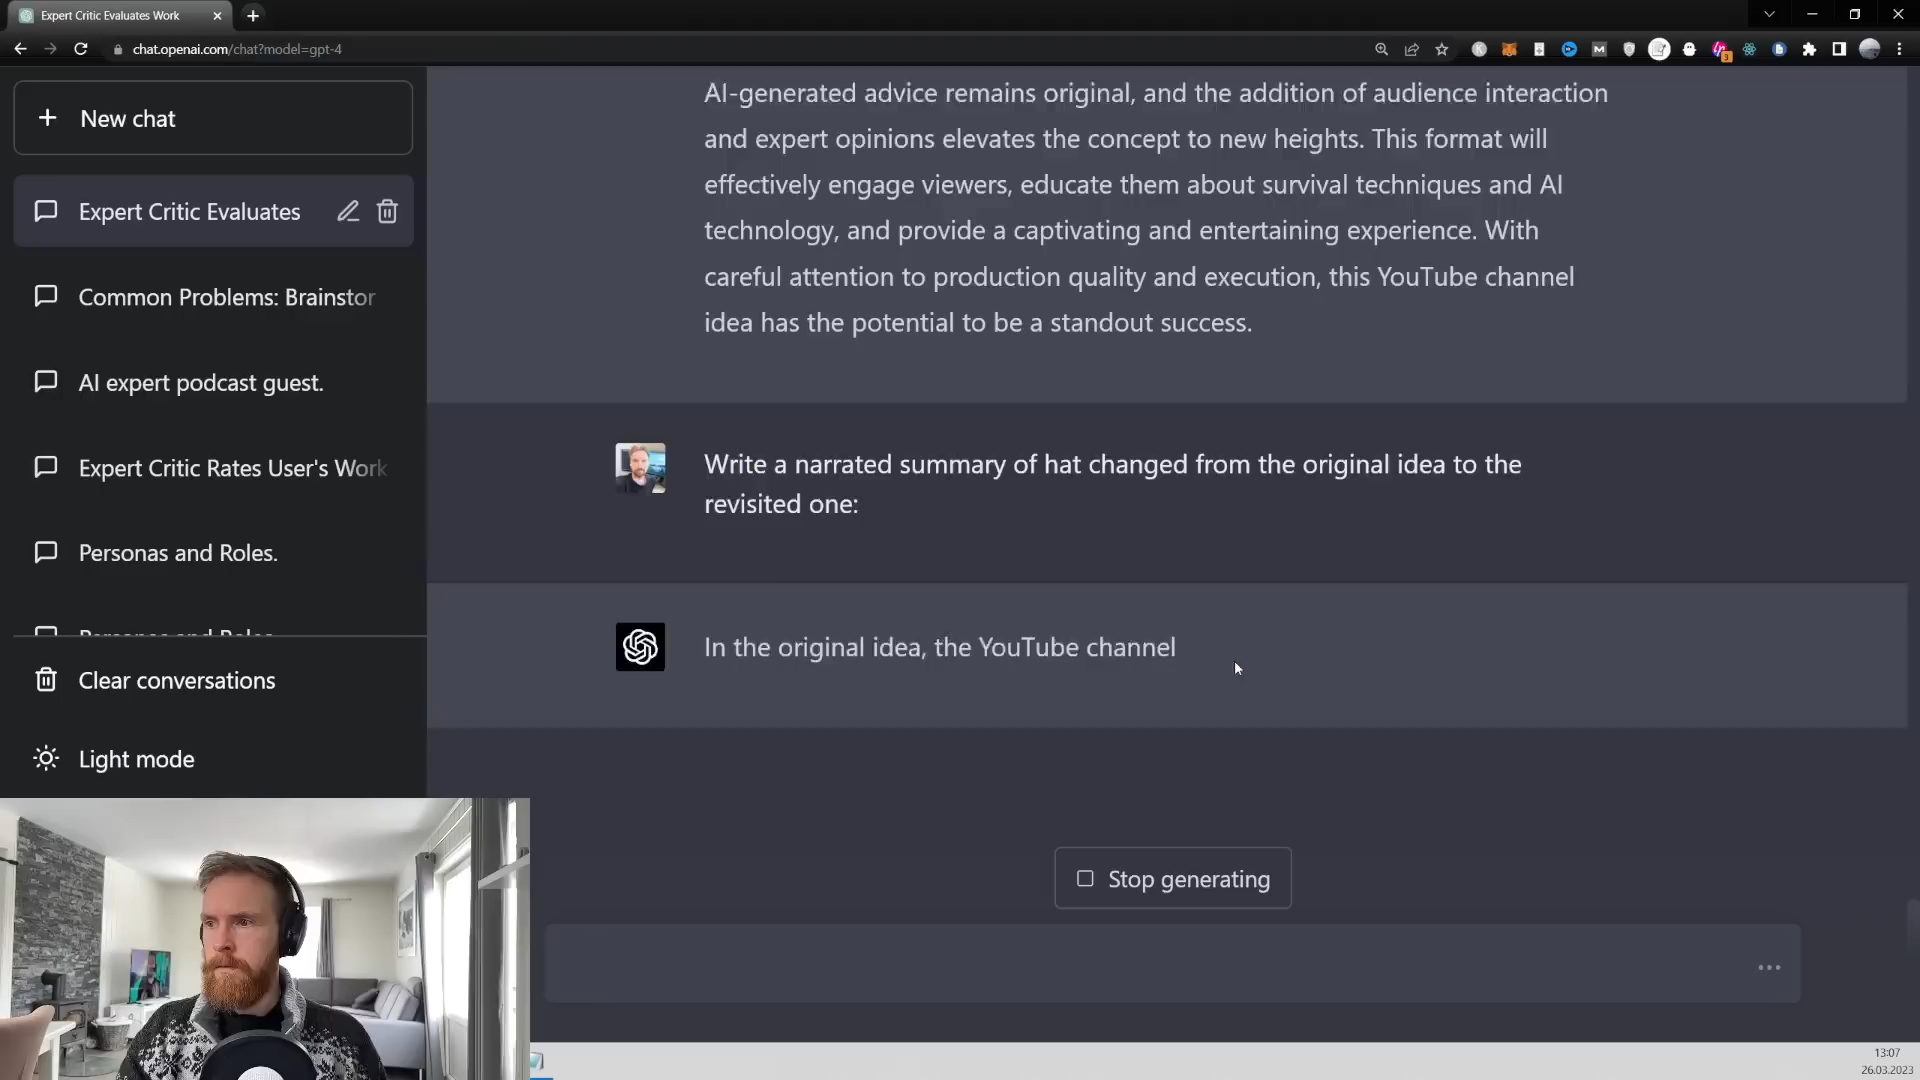 Expert Critic Evaluates Work
chat.openai.com/chat?model=gpt-4
New chat
Expert Critic Evaluates
Common Problems: Brainstor
AI expert podcast guest.
Expert Critic Rates User's Work
Personas and Roles.
Personas and Roles.
Clear conversations
Light mode
AI-generated advice remains original, and the addition of audience interaction
and expert opinions elevates the concept to new heights. This format will
effectively engage viewers, educate them about survival techniques and AI
technology, and provide a captivating and entertaining experience. With
careful attention to production quality and execution, this YouTube channel
idea has the potential to be a standout success.
Write a narrated summary of hat changed from the original idea to the
revisited one:
In the original idea, the YouTube channel
Stop generating
13:07
26.03.2023